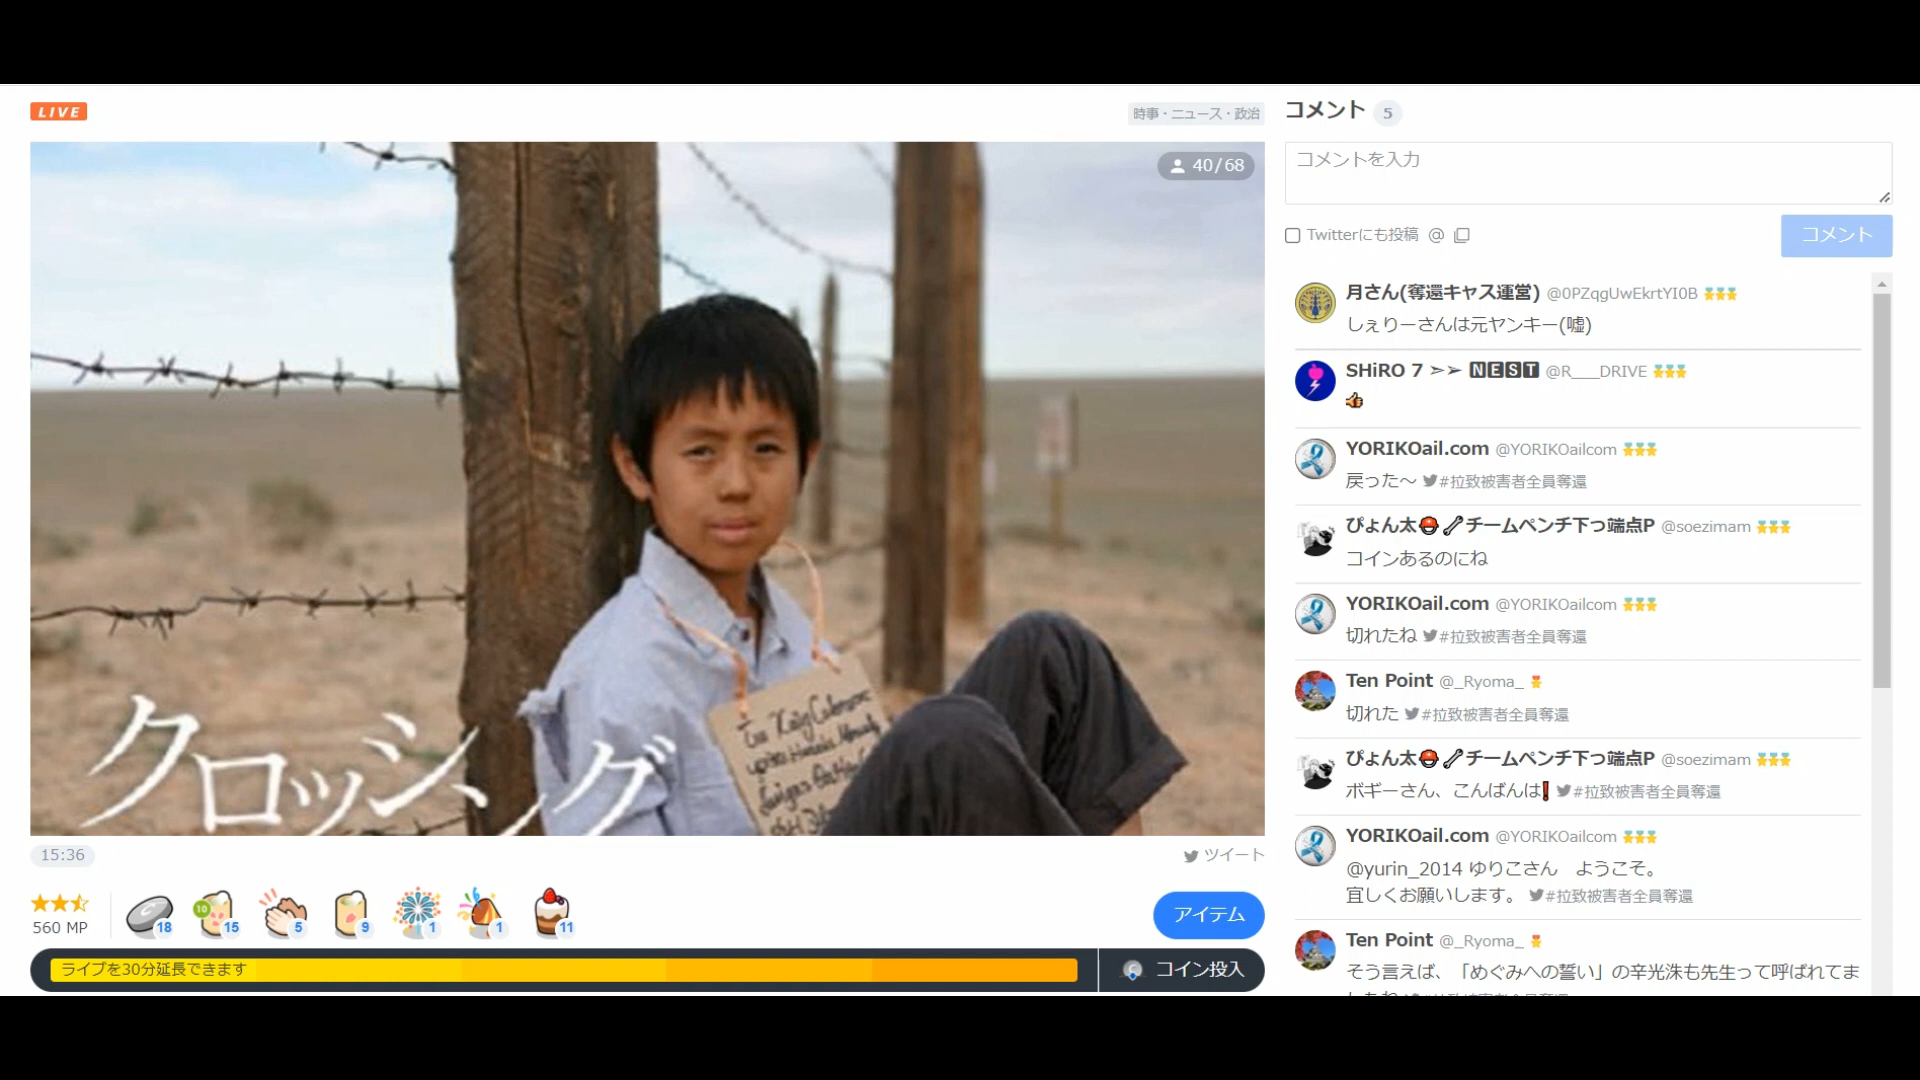 LIVE
時事・ニュース・政治
40/68
クロッシング
15:36
ツイート
560 MP
18
10
15
5
9
1
1
11
アイテム
ライブを30分延長できます
コイン投入
コメント 5
コメントを入力
Twitterにも投稿 @
コメント
月さん(奪還キャス運営) @0PZqgUwEkrtYI0B
しぇりーさんは元ヤンキー(嘘)
SHiRO 7 ➣➢ 🅽🅴🆂🆃 @R___DRIVE
👍
YORIKOail.com @YORIKOailcom
戻った〜 #拉致被害者全員奪還
ぴょん太⛑🦴チームペンチ下っ端点P @soezimam
コインあるのにね
YORIKOail.com @YORIKOailcom
切れたね #拉致被害者全員奪還
Ten Point @_Ryoma_
切れた #拉致被害者全員奪還
ぴょん太⛑🦴チームペンチ下っ端点P @soezimam
ボギーさん、こんばんは❗ #拉致被害者全員奪還
YORIKOail.com @YORIKOailcom
@yurin_2014 ゆりこさん　ようこそ。
宜しくお願いします。 #拉致被害者全員奪還
Ten Point @_Ryoma_
そう言えば、「めぐみへの誓い」の辛光洙も先生って呼ばれてま